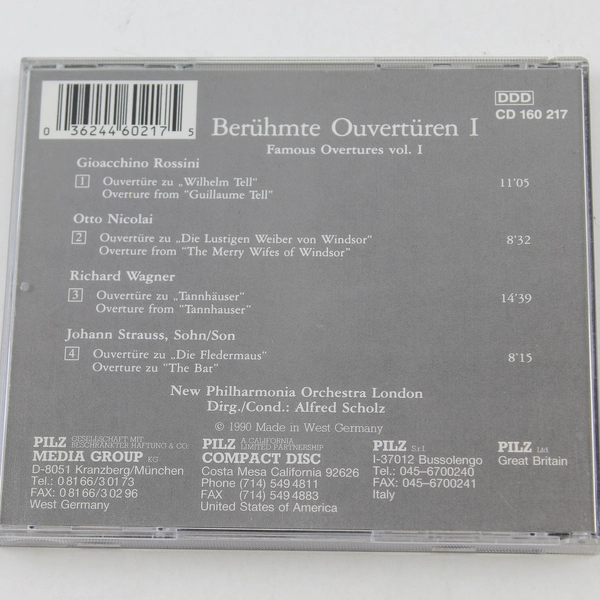 0 36244 60217 5
DDD
CD 160 217
Berühmte Ouvertüren I
Famous Overtures vol. I
Gioacchino Rossini
1 Ouvertüre zu „Wilhelm Tell" 11'05
Overture from "Guillaume Tell"
Otto Nicolai
2 Ouvertüre zu „Die Lustigen Weiber von Windsor" 8'32
Overture from "The Merry Wifes of Windsor"
Richard Wagner
3 Ouvertüre zu „Tannhäuser" 14'39
Overture from "Tannhauser"
Johann Strauss, Sohn/Son
4 Ouvertüre zu „Die Fledermaus" 8'15
Overture zu "The Bat"
New Philharmonia Orchestra London
Dirg./Cond.: Alfred Scholz
© 1990 Made in West Germany
PILZ GESELLSCHAFT MIT BESCHRÄNKTER HAFTUNG & CO.
MEDIA GROUP KG
D-8051 Kranzberg/München
Tel.: 0 81 66/3 01 73
FAX: 0 81 66/3 02 96
West Germany
PILZ A CALIFORNIA LIMITED PARTNERSHIP
COMPACT DISC
Costa Mesa California 92626
Phone (714) 549 4811
FAX (714) 549 4883
United States of America
PILZ S.r.l.
I-37012 Bussolengo
Tel.: 045-6700240
FAX: 045-6700241
Italy
PILZ Ltd.
Great Britain